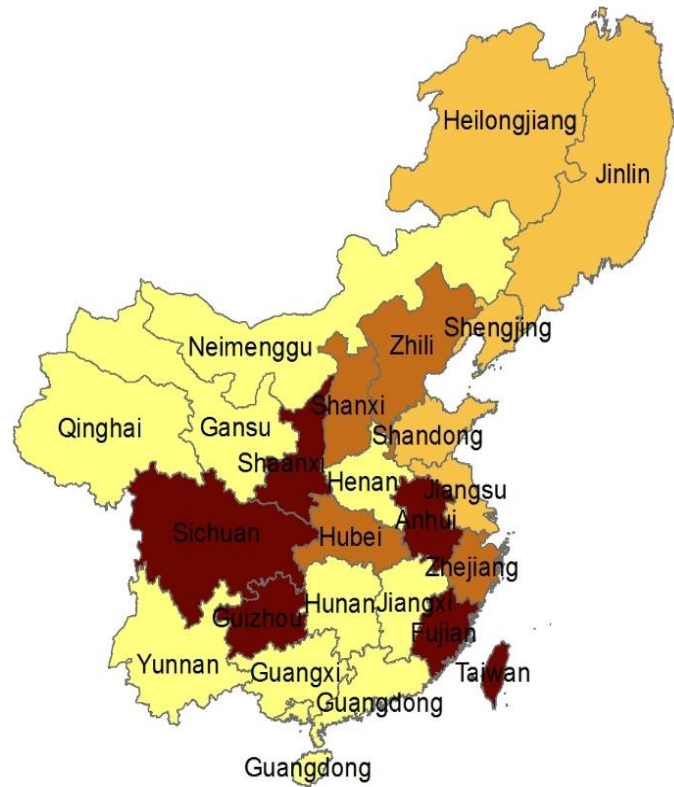 Heilongjiang
Jinlin
Shengjing
Neimenggu
Zhili
Shanxi
Qinghai
Gansu
Shandong
Shaanxi
Henan
Jiangsu
Anhui
Sichuan
Hubei
Zhejiang
Hunan
Jiangxi
Guizhou
Fujian
Yunnan
Guangxi
Taiwan
Guangdong
Guangdong